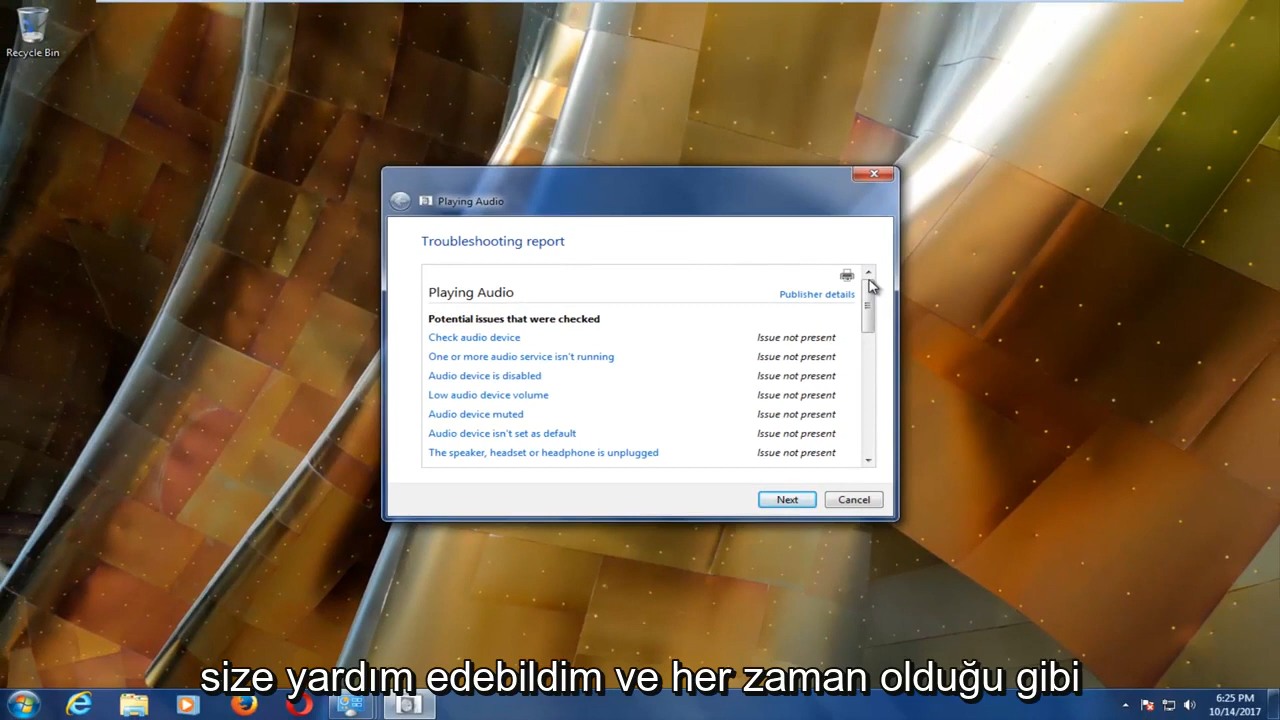 Recycle Bin
Playing Audio
Troubleshooting report
Playing Audio
Publisher details
Potential issues that were checked
Check audio device Issue not present
One or more audio service isn't running Issue not present
Audio device is disabled Issue not present
Low audio device volume Issue not present
Audio device muted Issue not present
Audio device isn't set as default Issue not present
The speaker, headset or headphone is unplugged Issue not present
Next Cancel
size yardım edebildim ve her zaman olduğu gibi
6:25 PM
10/14/2017